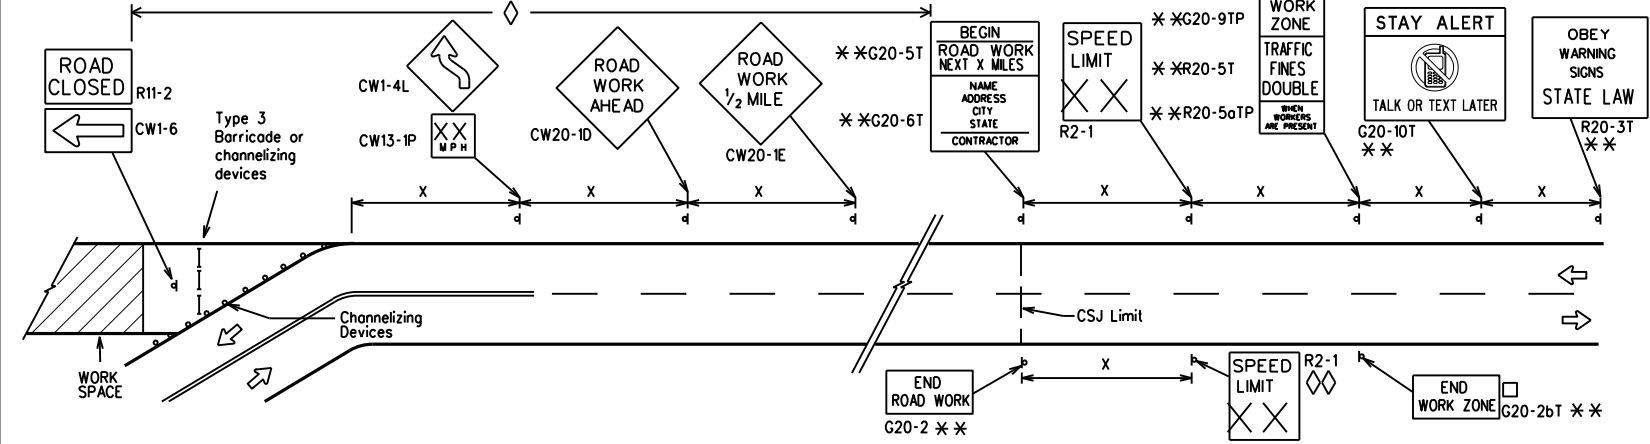 ROAD
CLOSED
R11-2
CW1-6
Type 3
Barricade or
channelizing
devices
CW1-4L
CW13-1P
XX
MPH
ROAD
WORK
AHEAD
CW20-1D
ROAD
WORK
1/2 MILE
CW20-1E
**G20-5T
**G20-6T
BEGIN
ROAD WORK
NEXT X MILES
NAME
ADDRESS
CITY
STATE
CONTRACTOR
SPEED
LIMIT
XX
R2-1
**G20-9TP
**R20-5T
**R20-5aTP
WORK
ZONE
TRAFFIC
FINES
DOUBLE
WHEN
WORKERS
ARE PRESENT
STAY ALERT
TALK OR TEXT LATER
G20-10T
**
OBEY
WARNING
SIGNS
STATE LAW
R20-3T
**
X X X X X X X
Channelizing
Devices
CSJ Limit
WORK
SPACE
END
ROAD WORK
G20-2 **
X
SPEED
LIMIT
XX
R2-1
END
WORK ZONE
G20-2bT **